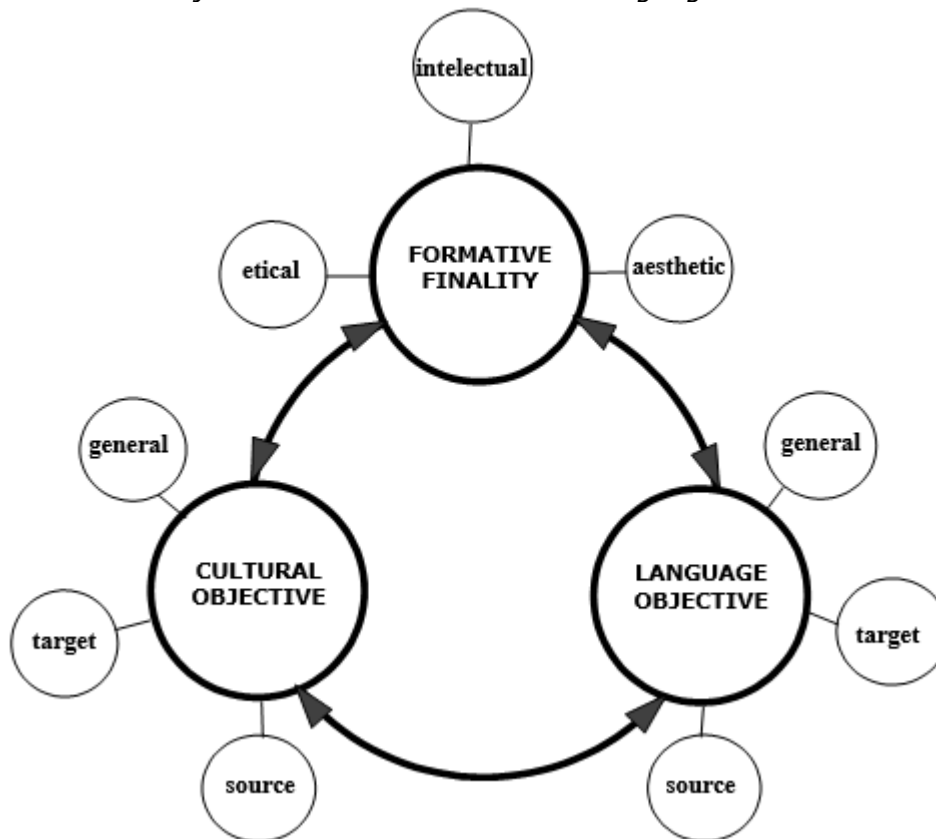 intelectual
FORMATIVE
FINALITY
etical
aesthetic
general
general
CULTURAL
OBJECTIVE
LANGUAGE
OBJECTIVE
target
target
source
source